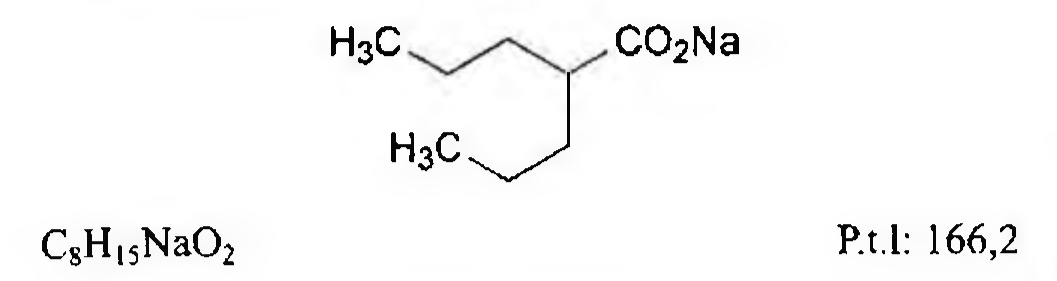 H₃C CO₂Na
H₃C
C₈H₁₅NaO₂ P.t.l: 166,2